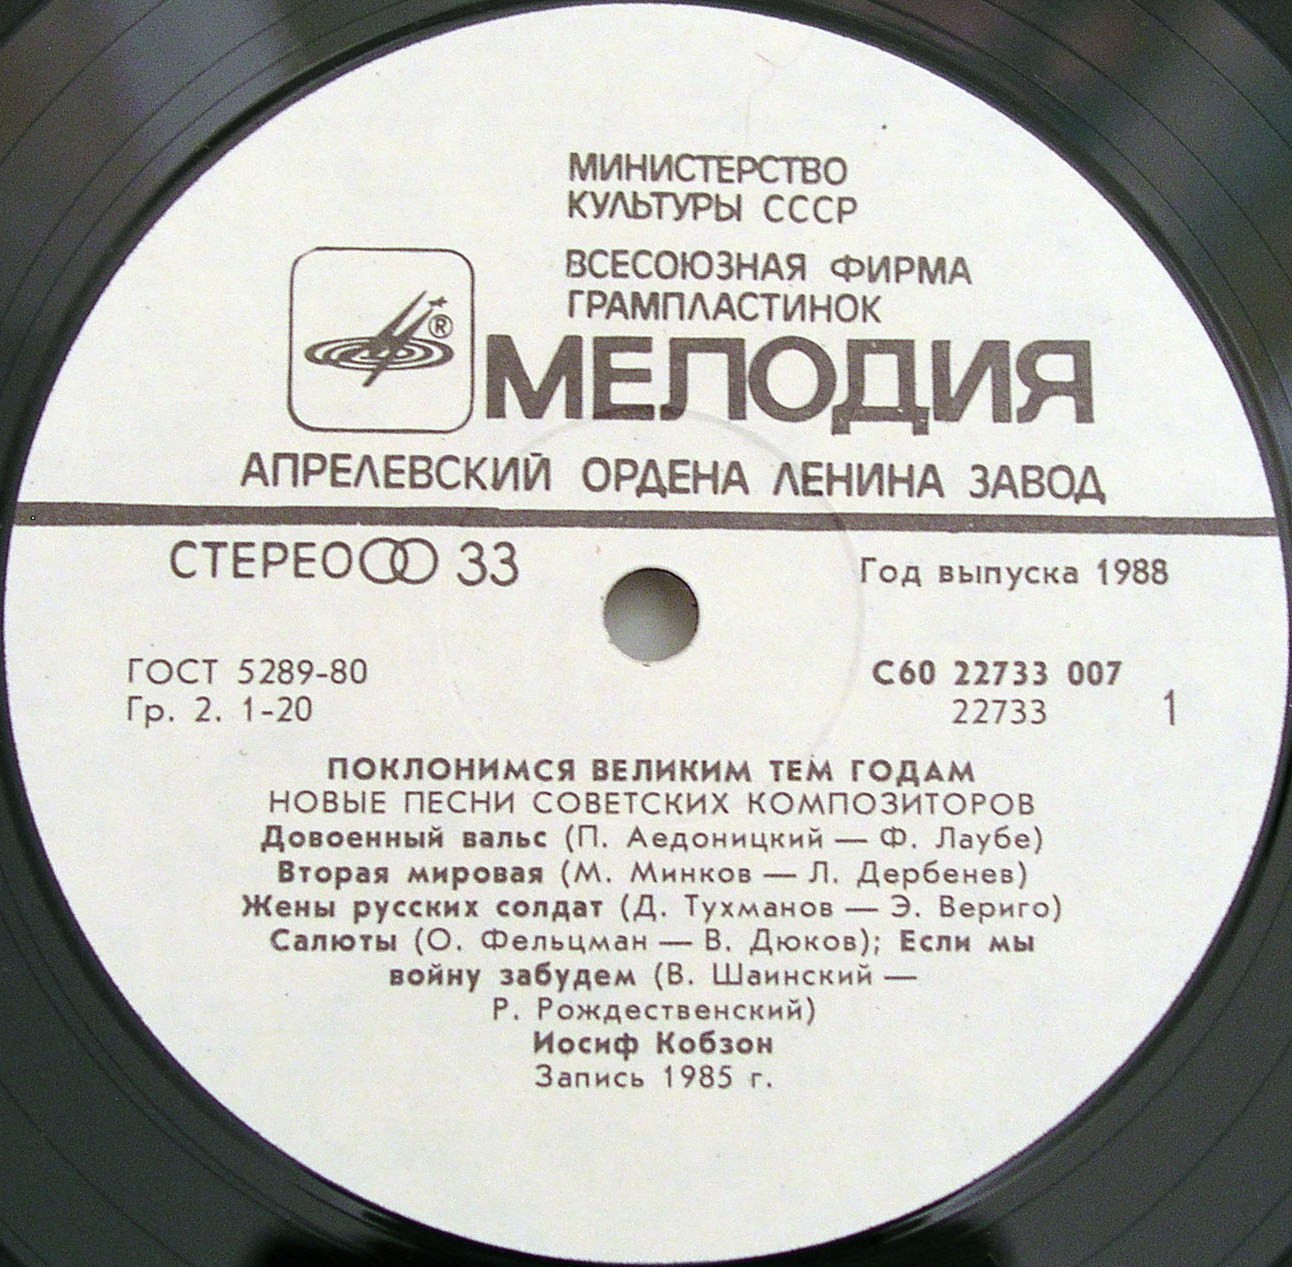 МИНИСТЕРСТВО
КУЛЬТУРЫ СССР
ВСЕСОЮЗНАЯ ФИРМА
ГРАМПЛАСТИНОК
®
МЕЛОДИЯ
АПРЕЛЕВСКИЙ ОРДЕНА ЛЕНИНА ЗАВОД
СТЕРЕО 33
Год выпуска 1988
ГОСТ 5289-80
Гр. 2. 1-20
С60 22733 007
22733 1
ПОКЛОНИМСЯ ВЕЛИКИМ ТЕМ ГОДАМ
НОВЫЕ ПЕСНИ СОВЕТСКИХ КОМПОЗИТОРОВ
Довоенный вальс (П. Аедоницкий — Ф. Лаубе)
Вторая мировая (М. Минков — Л. Дербенев)
Жены русских солдат (Д. Тухманов — Э. Вериго)
Салюты (О. Фельцман — В. Дюков); Если мы
войну забудем (В. Шаинский —
Р. Рождественский)
Иосиф Кобзон
Запись 1985 г.